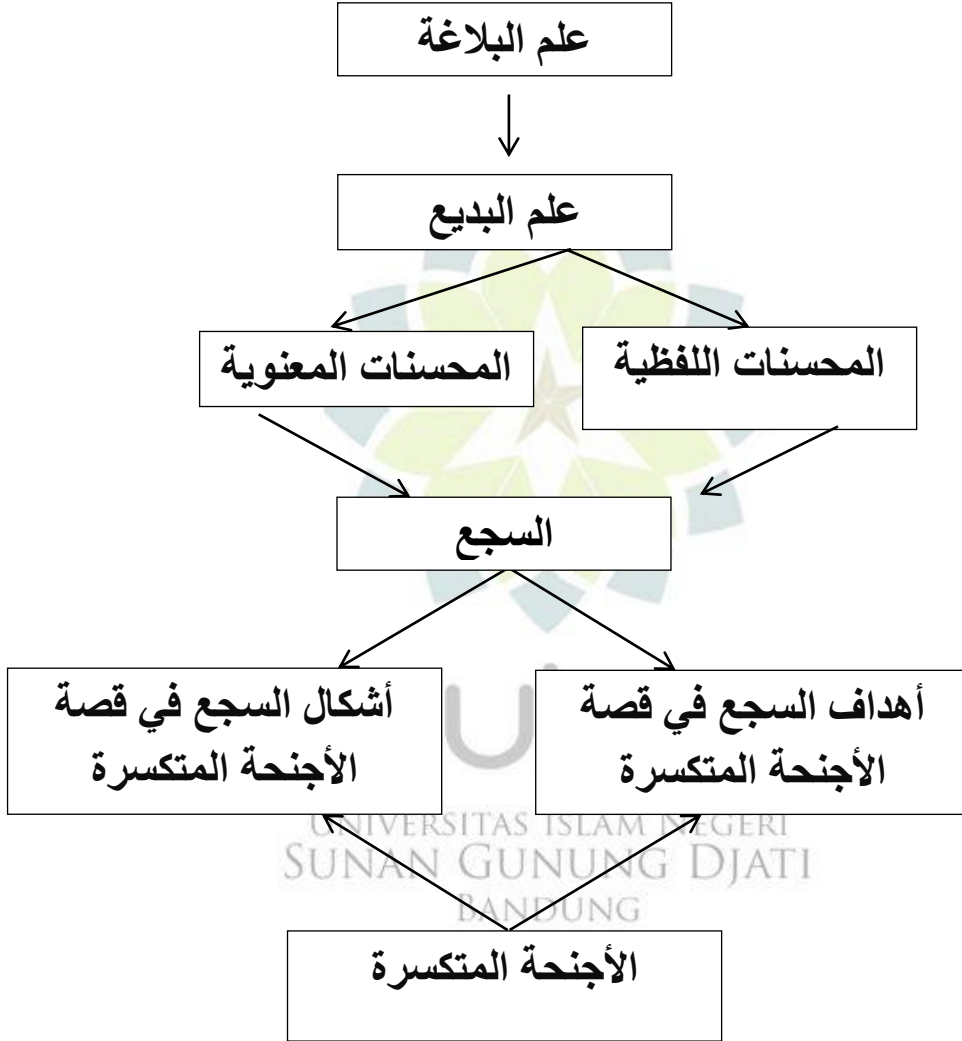 علم البلاغة
علم البديع
المحسنات اللفظية
المحسنات المعنوية
السجع
أهداف السجع في قصة
الأجنحة المتكسرة
أشكال السجع في قصة
الأجنحة المتكسرة
UNIVERSITAS ISLAM NEGERI
SUNAN GUNUNG DJATI
BANDUNG
الأجنحة المتكسرة